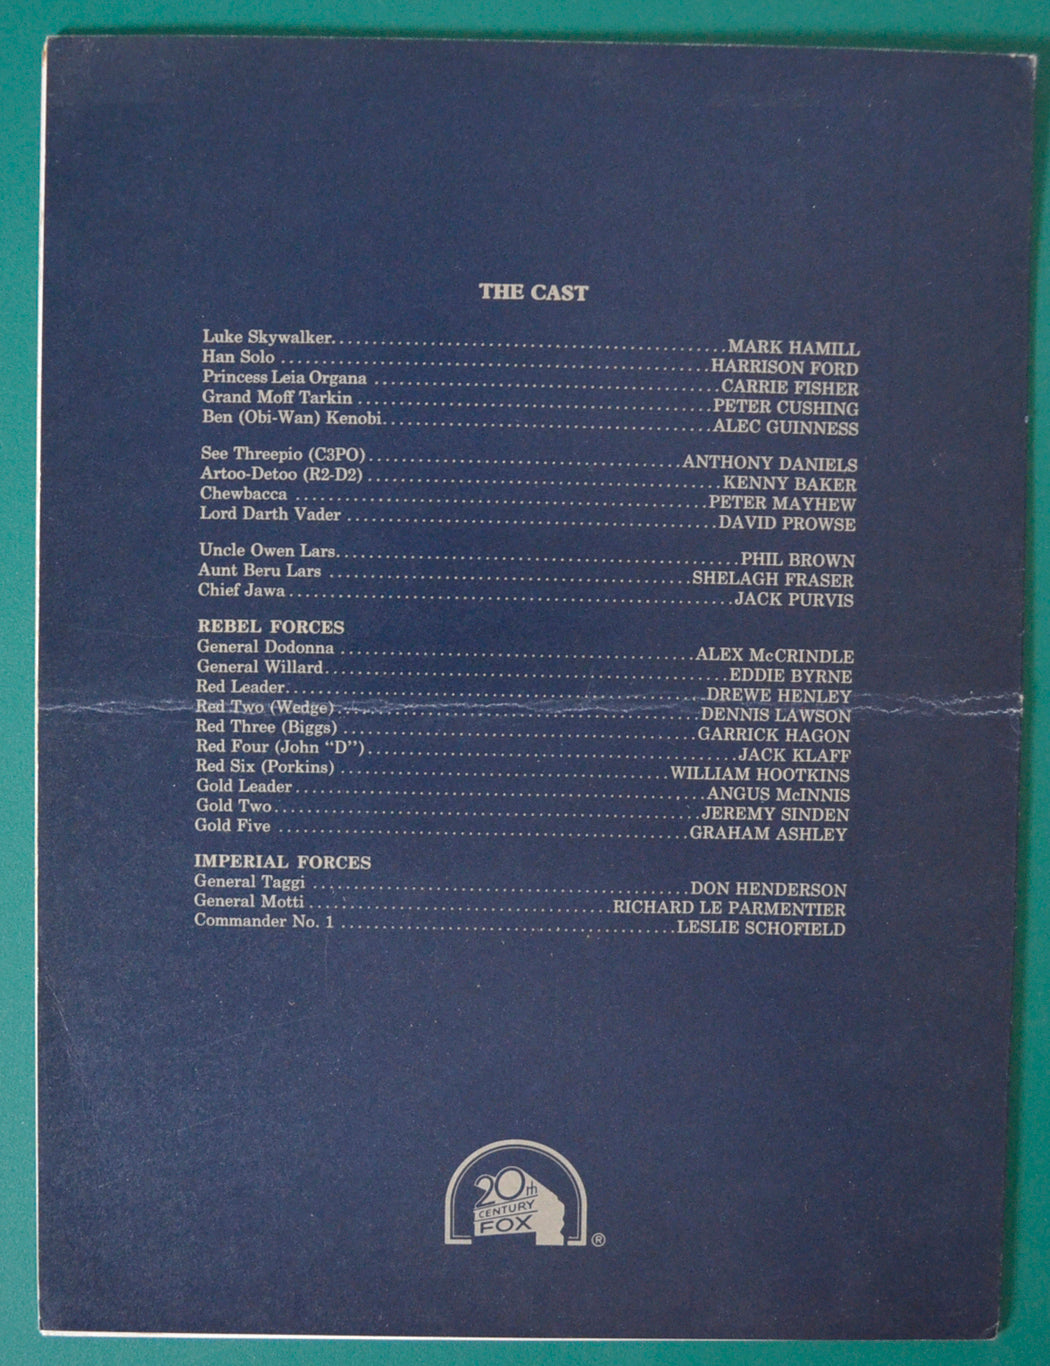 THE CAST
Luke Skywalker..........MARK HAMILL
Han Solo..........HARRISON FORD
Princess Leia Organa..........CARRIE FISHER
Grand Moff Tarkin..........PETER CUSHING
Ben (Obi-Wan) Kenobi..........ALEC GUINNESS
See Threepio (C3PO)..........ANTHONY DANIELS
Artoo-Detoo (R2-D2)..........KENNY BAKER
Chewbacca..........PETER MAYHEW
Lord Darth Vader..........DAVID PROWSE
Uncle Owen Lars..........PHIL BROWN
Aunt Beru Lars..........SHELAGH FRASER
Chief Jawa..........JACK PURVIS
REBEL FORCES
General Dodonna..........ALEX McCRINDLE
General Willard..........EDDIE BYRNE
Red Leader..........DREWE HENLEY
Red Two (Wedge)..........DENNIS LAWSON
Red Three (Biggs)..........GARRICK HAGON
Red Four (John “D”)..........JACK KLAFF
Red Six (Porkins)..........WILLIAM HOOTKINS
Gold Leader..........ANGUS McINNIS
Gold Two..........JEREMY SINDEN
Gold Five..........GRAHAM ASHLEY
IMPERIAL FORCES
General Taggi..........DON HENDERSON
General Motti..........RICHARD LE PARMENTIER
Commander No. 1..........LESLIE SCHOFIELD
20th
CENTURY
FOX
®